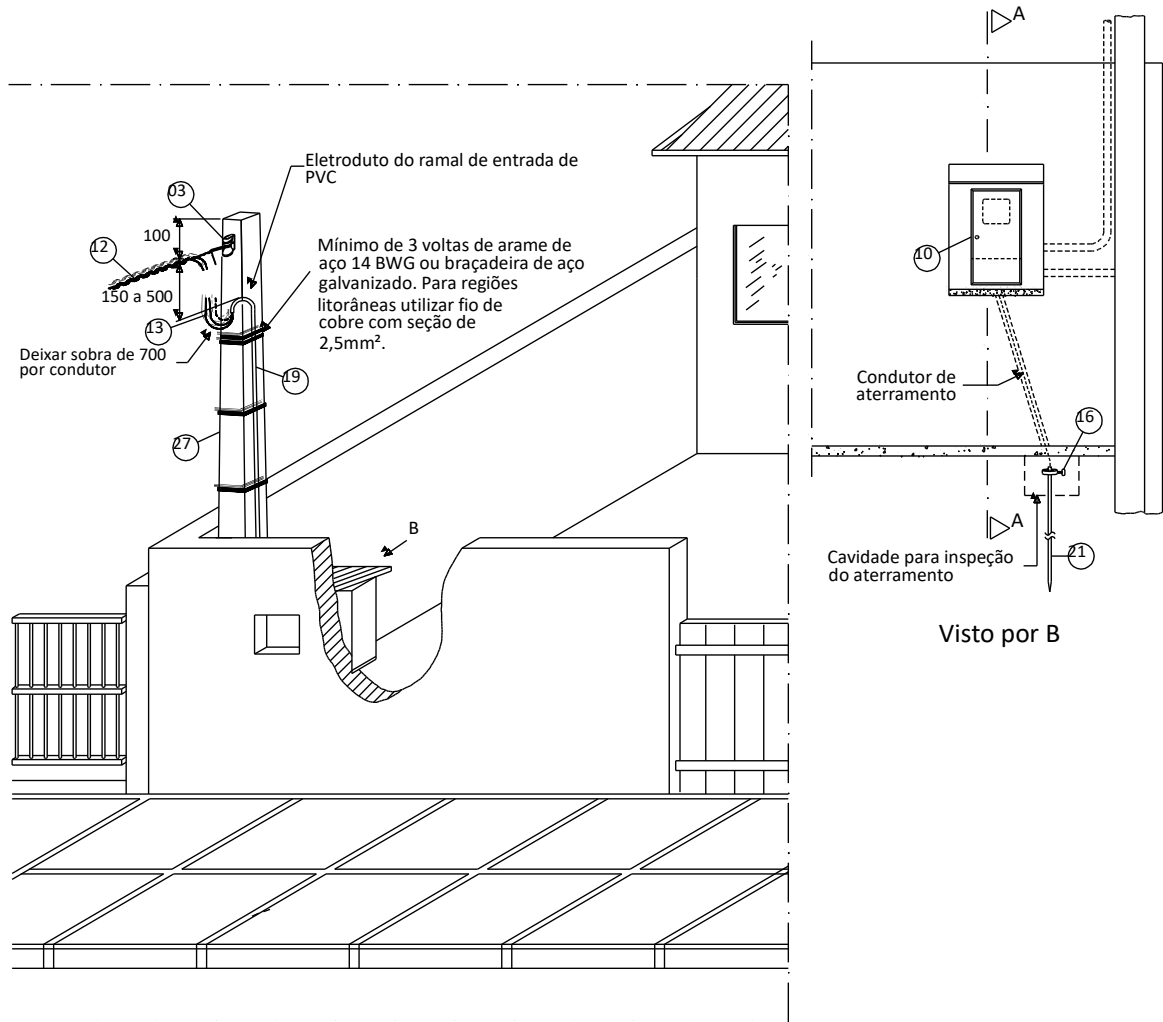 A
Eletroduto do ramal de entrada de
PVC
03
100
12
150 a 500
13
Mínimo de 3 voltas de arame de
aço 14 BWG ou braçadeira de aço
galvanizado. Para regiões
litorâneas utilizar fio de
cobre com seção de
2,5mm².
Deixar sobra de 700
por condutor
19
27
B
10
Condutor de
aterramento
16
A
Cavidade para inspeção
do aterramento
21
Visto por B